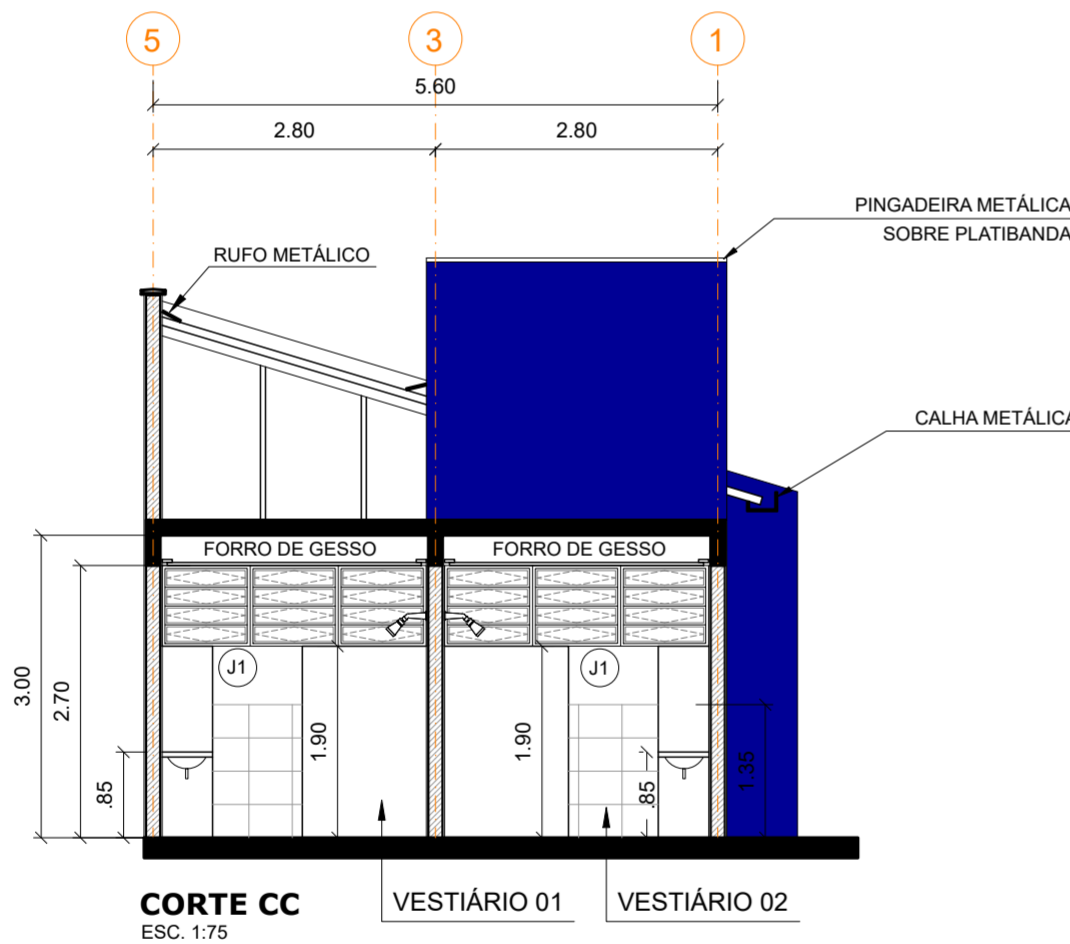 5
3
1
5.60
2.80
2.80
PINGADEIRA METÁLICA
SOBRE PLATIBANDA
RUFO METÁLICO
CALHA METÁLICA
FORRO DE GESSO
FORRO DE GESSO
J1
J1
3.00
2.70
.85
1.90
1.90
.85
1.35
VESTIÁRIO 01
VESTIÁRIO 02
CORTE CC
ESC. 1:75